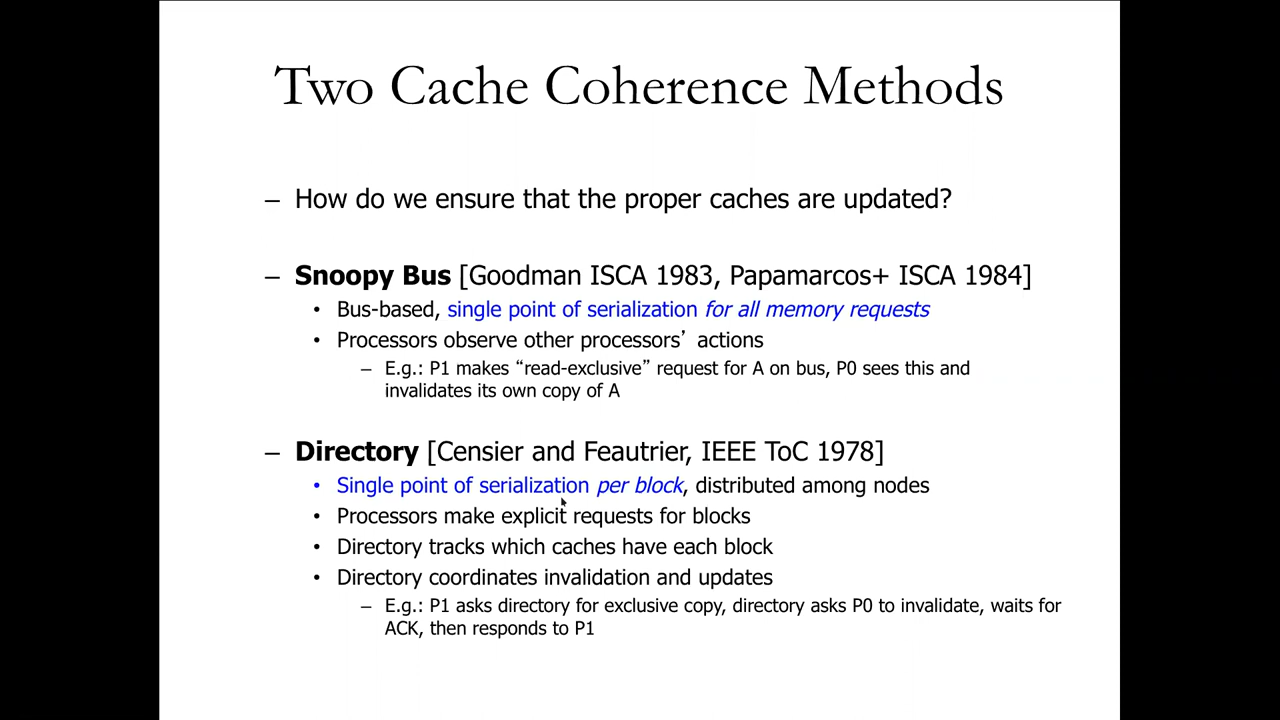 Two Cache Coherence Methods
– How do we ensure that the proper caches are updated?
– Snoopy Bus [Goodman ISCA 1983, Papamarcos+ ISCA 1984]
• Bus-based, single point of serialization for all memory requests
• Processors observe other processors’ actions
– E.g.: P1 makes “read-exclusive” request for A on bus, P0 sees this and
invalidates its own copy of A
– Directory [Censier and Feautrier, IEEE ToC 1978]
• Single point of serialization per block, distributed among nodes
• Processors make explicit requests for blocks
• Directory tracks which caches have each block
• Directory coordinates invalidation and updates
– E.g.: P1 asks directory for exclusive copy, directory asks P0 to invalidate, waits for
ACK, then responds to P1